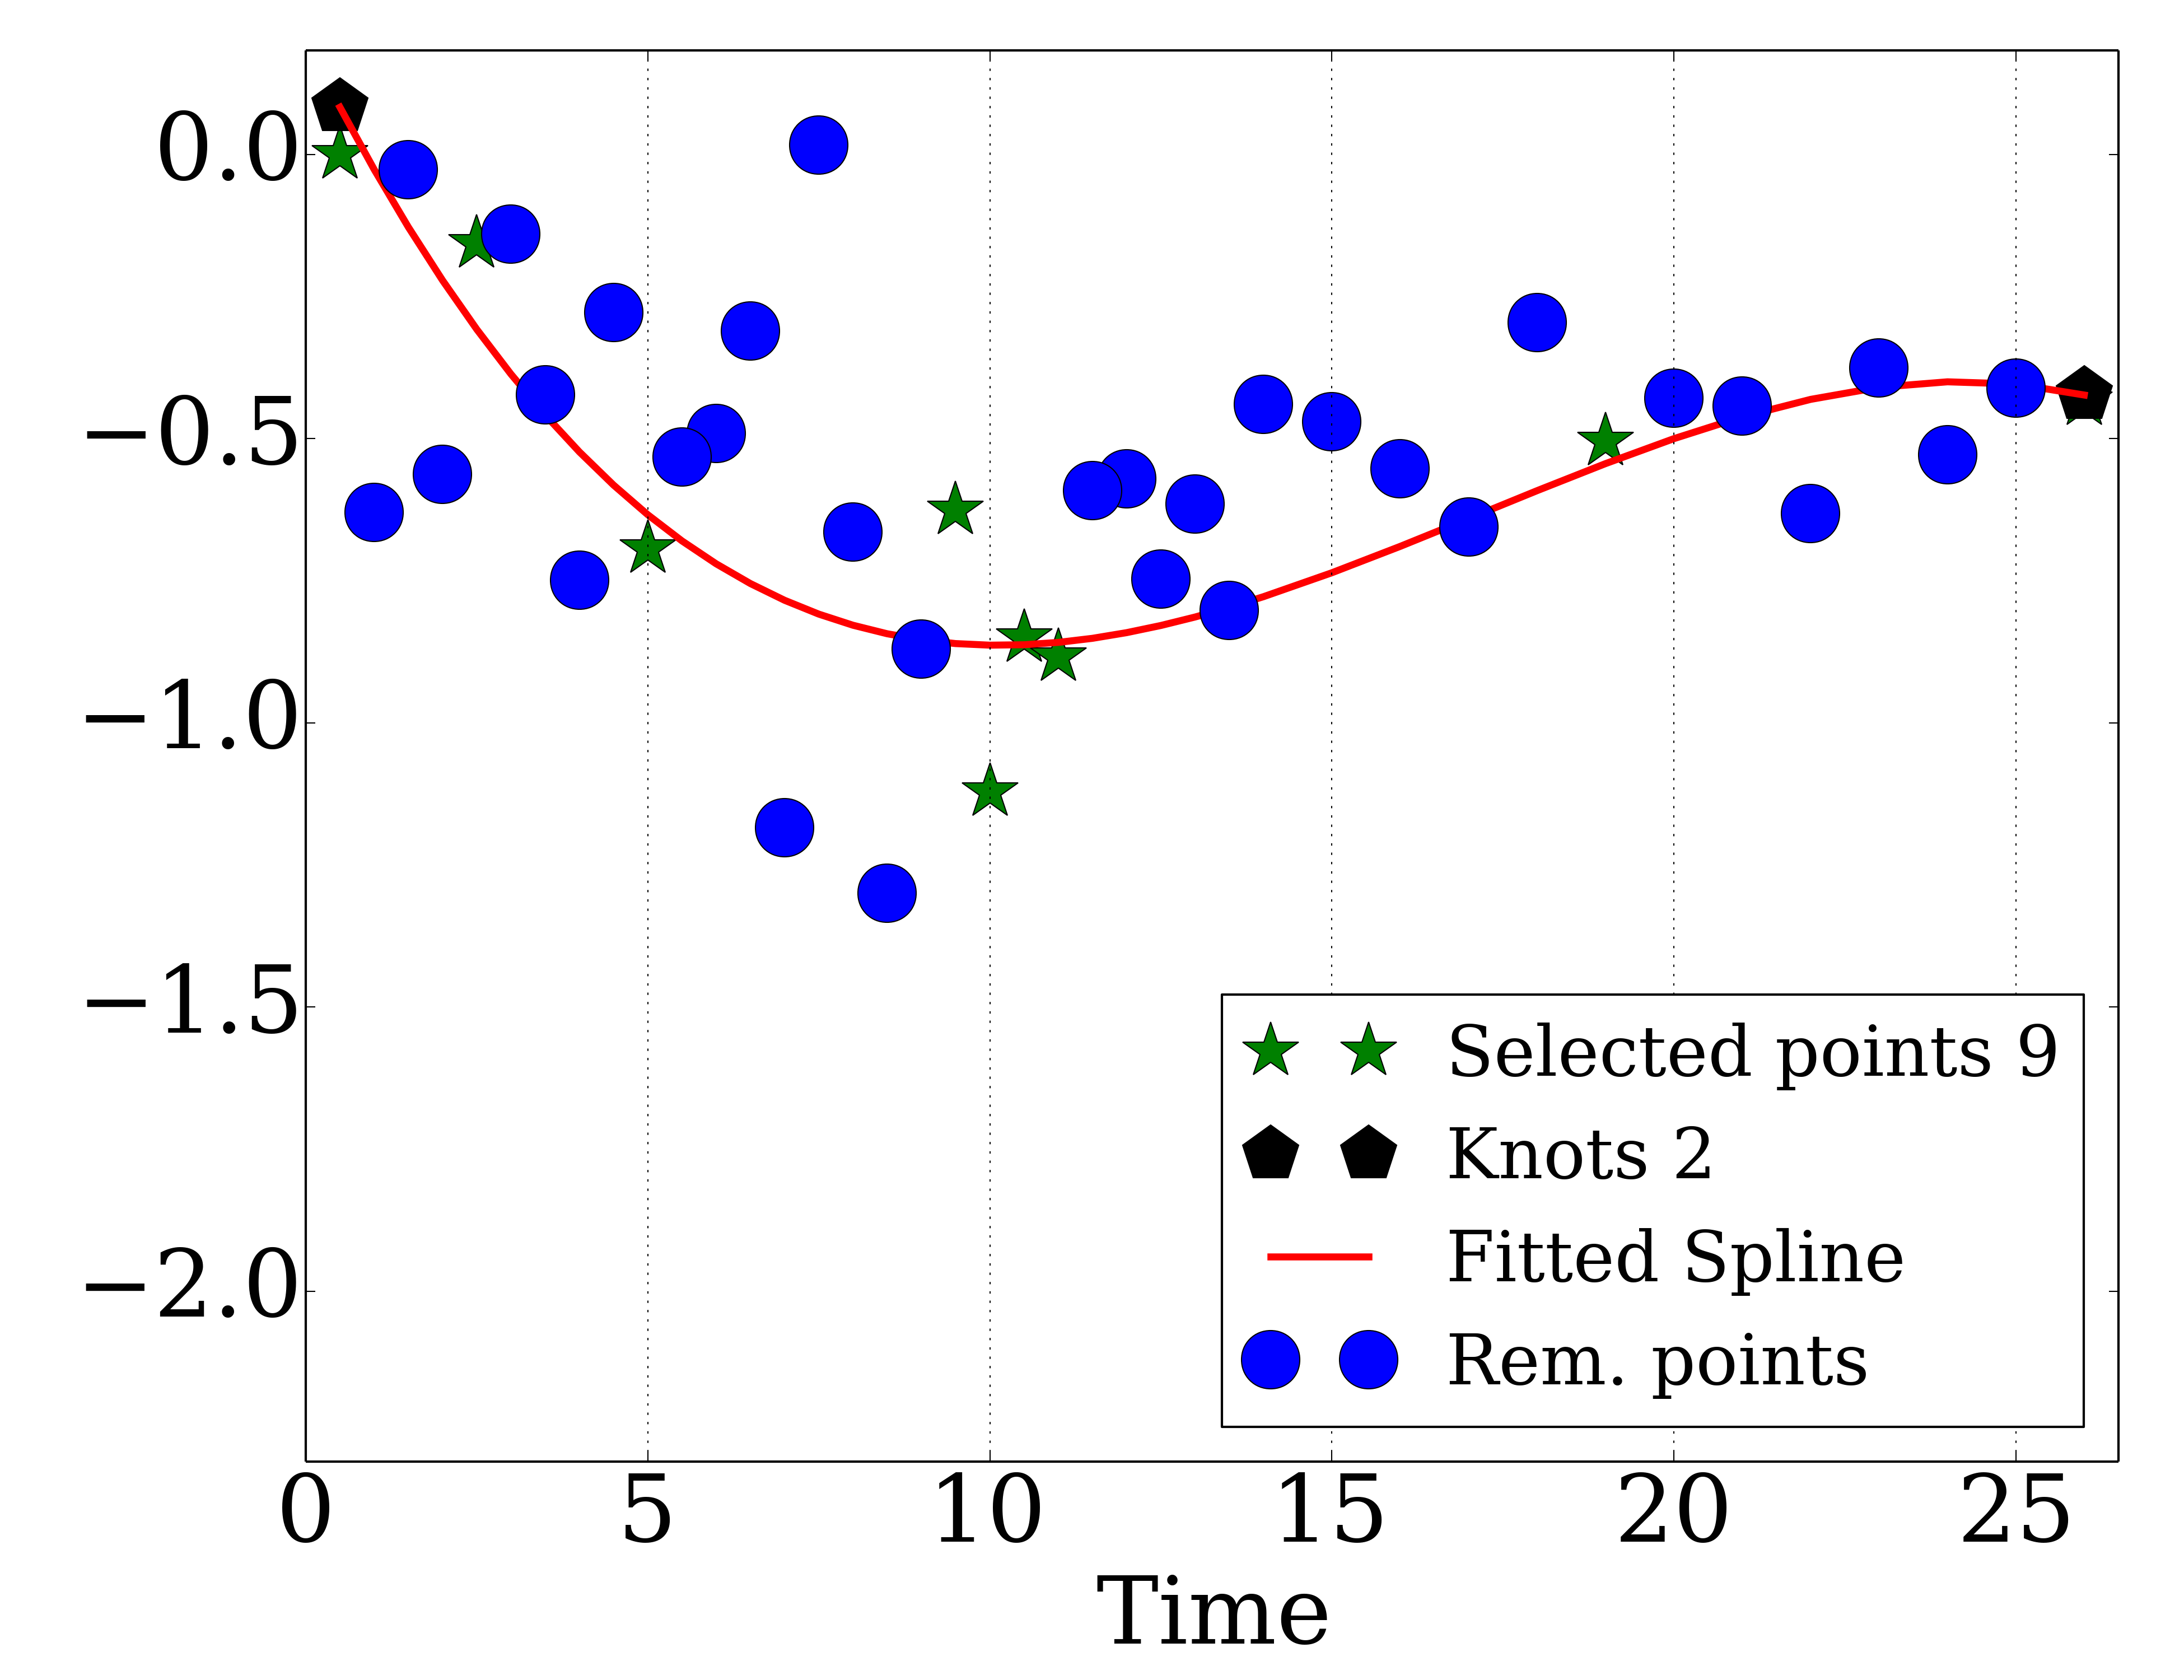 0.0
−0.5
−1.0
−1.5
−2.0
Selected points 9
Knots 2
Fitted Spline
Rem. points
0 5 10 15 20 25
Time